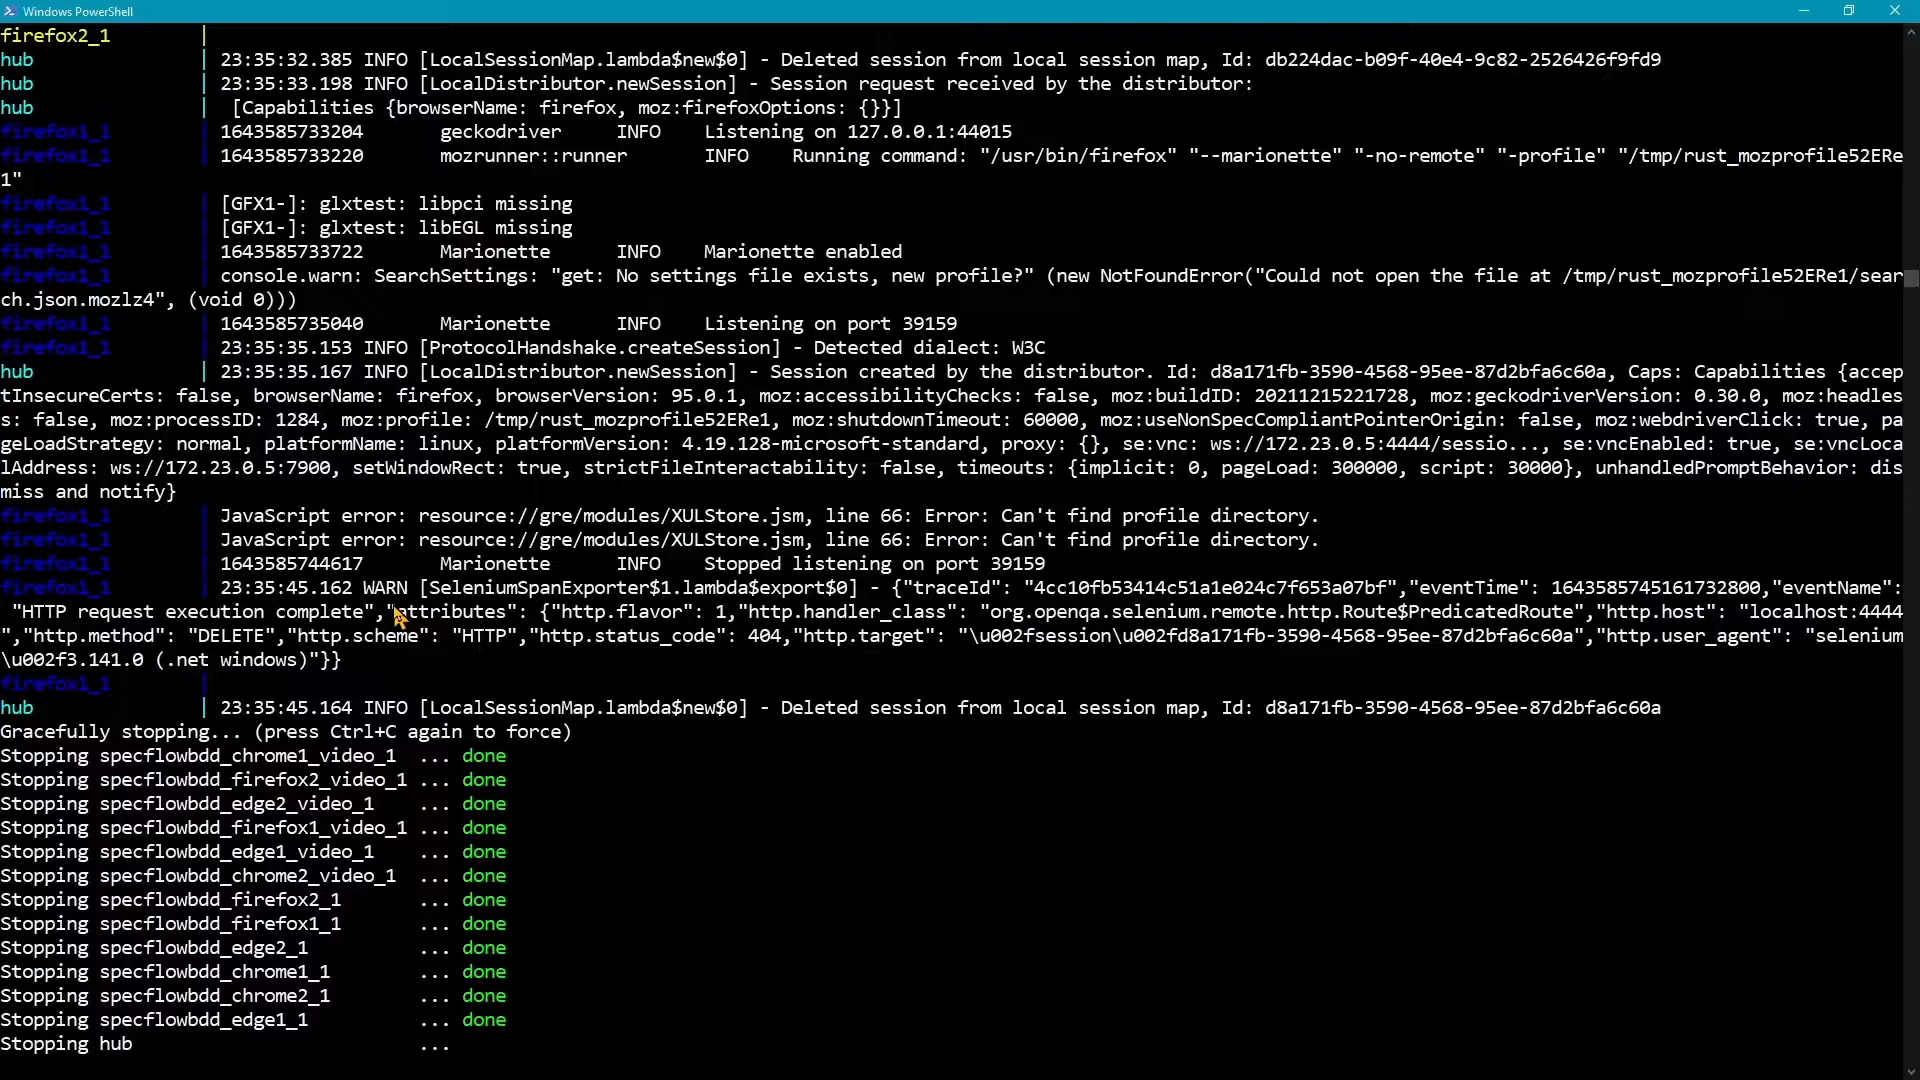 Windows PowerShell
firefox2_1 |
hub | 23:35:32.385 INFO [LocalSessionMap.lambda$new$0] - Deleted session from local session map, Id: db224dac-b09f-40e4-9c82-2526426f9fd9
hub | 23:35:33.198 INFO [LocalDistributor.newSession] - Session request received by the distributor:
hub | [Capabilities {browserName: firefox, moz:firefoxOptions: {}}]
firefox1_1 | 1643585733204 geckodriver INFO Listening on 127.0.0.1:44015
firefox1_1 | 1643585733220 mozrunner::runner INFO Running command: "/usr/bin/firefox" "--marionette" "-no-remote" "-profile" "/tmp/rust_mozprofile52ERe
1"
firefox1_1 | [GFX1-]: glxtest: libpci missing
firefox1_1 | [GFX1-]: glxtest: libEGL missing
firefox1_1 | 1643585733722 Marionette INFO Marionette enabled
firefox1_1 | console.warn: SearchSettings: "get: No settings file exists, new profile?" (new NotFoundError("Could not open the file at /tmp/rust_mozprofile52ERe1/sear
ch.json.mozlz4", (void 0)))
firefox1_1 | 1643585735040 Marionette INFO Listening on port 39159
firefox1_1 | 23:35:35.153 INFO [ProtocolHandshake.createSession] - Detected dialect: W3C
hub | 23:35:35.167 INFO [LocalDistributor.newSession] - Session created by the distributor. Id: d8a171fb-3590-4568-95ee-87d2bfa6c60a, Caps: Capabilities {accep
tInsecureCerts: false, browserName: firefox, browserVersion: 95.0.1, moz:accessibilityChecks: false, moz:buildID: 20211215221728, moz:geckodriverVersion: 0.30.0, moz:headles
s: false, moz:processID: 1284, moz:profile: /tmp/rust_mozprofile52ERe1, moz:shutdownTimeout: 60000, moz:useNonSpecCompliantPointerOrigin: false, moz:webdriverClick: true, pa
geLoadStrategy: normal, platformName: linux, platformVersion: 4.19.128-microsoft-standard, proxy: {}, se:vnc: ws://172.23.0.5:4444/sessio..., se:vncEnabled: true, se:vncLoca
lAddress: ws://172.23.0.5:7900, setWindowRect: true, strictFileInteractability: false, timeouts: {implicit: 0, pageLoad: 300000, script: 30000}, unhandledPromptBehavior: dis
miss and notify}
firefox1_1 | JavaScript error: resource://gre/modules/XULStore.jsm, line 66: Error: Can't find profile directory.
firefox1_1 | JavaScript error: resource://gre/modules/XULStore.jsm, line 66: Error: Can't find profile directory.
firefox1_1 | 1643585744617 Marionette INFO Stopped listening on port 39159
firefox1_1 | 23:35:45.162 WARN [SeleniumSpanExporter$1.lambda$export$0] - {"traceId": "4cc10fb53414c51a1e024c7f653a07bf","eventTime": 1643585745161732800,"eventName":
"HTTP request execution complete","attributes": {"http.flavor": 1,"http.handler_class": "org.openqa.selenium.remote.http.Route$PredicatedRoute","http.host": "localhost:4444
","http.method": "DELETE","http.scheme": "HTTP","http.status_code": 404,"http.target": "\u002fsession\u002fd8a171fb-3590-4568-95ee-87d2bfa6c60a","http.user_agent": "selenium
\u002f3.141.0 (.net windows)"}}
firefox1_1 |
hub | 23:35:45.164 INFO [LocalSessionMap.lambda$new$0] - Deleted session from local session map, Id: d8a171fb-3590-4568-95ee-87d2bfa6c60a
Gracefully stopping... (press Ctrl+C again to force)
Stopping specflowbdd_chrome1_video_1 ... done
Stopping specflowbdd_firefox2_video_1 ... done
Stopping specflowbdd_edge2_video_1 ... done
Stopping specflowbdd_firefox1_video_1 ... done
Stopping specflowbdd_edge1_video_1 ... done
Stopping specflowbdd_chrome2_video_1 ... done
Stopping specflowbdd_firefox2_1 ... done
Stopping specflowbdd_firefox1_1 ... done
Stopping specflowbdd_edge2_1 ... done
Stopping specflowbdd_chrome1_1 ... done
Stopping specflowbdd_chrome2_1 ... done
Stopping specflowbdd_edge1_1 ... done
Stopping hub ...